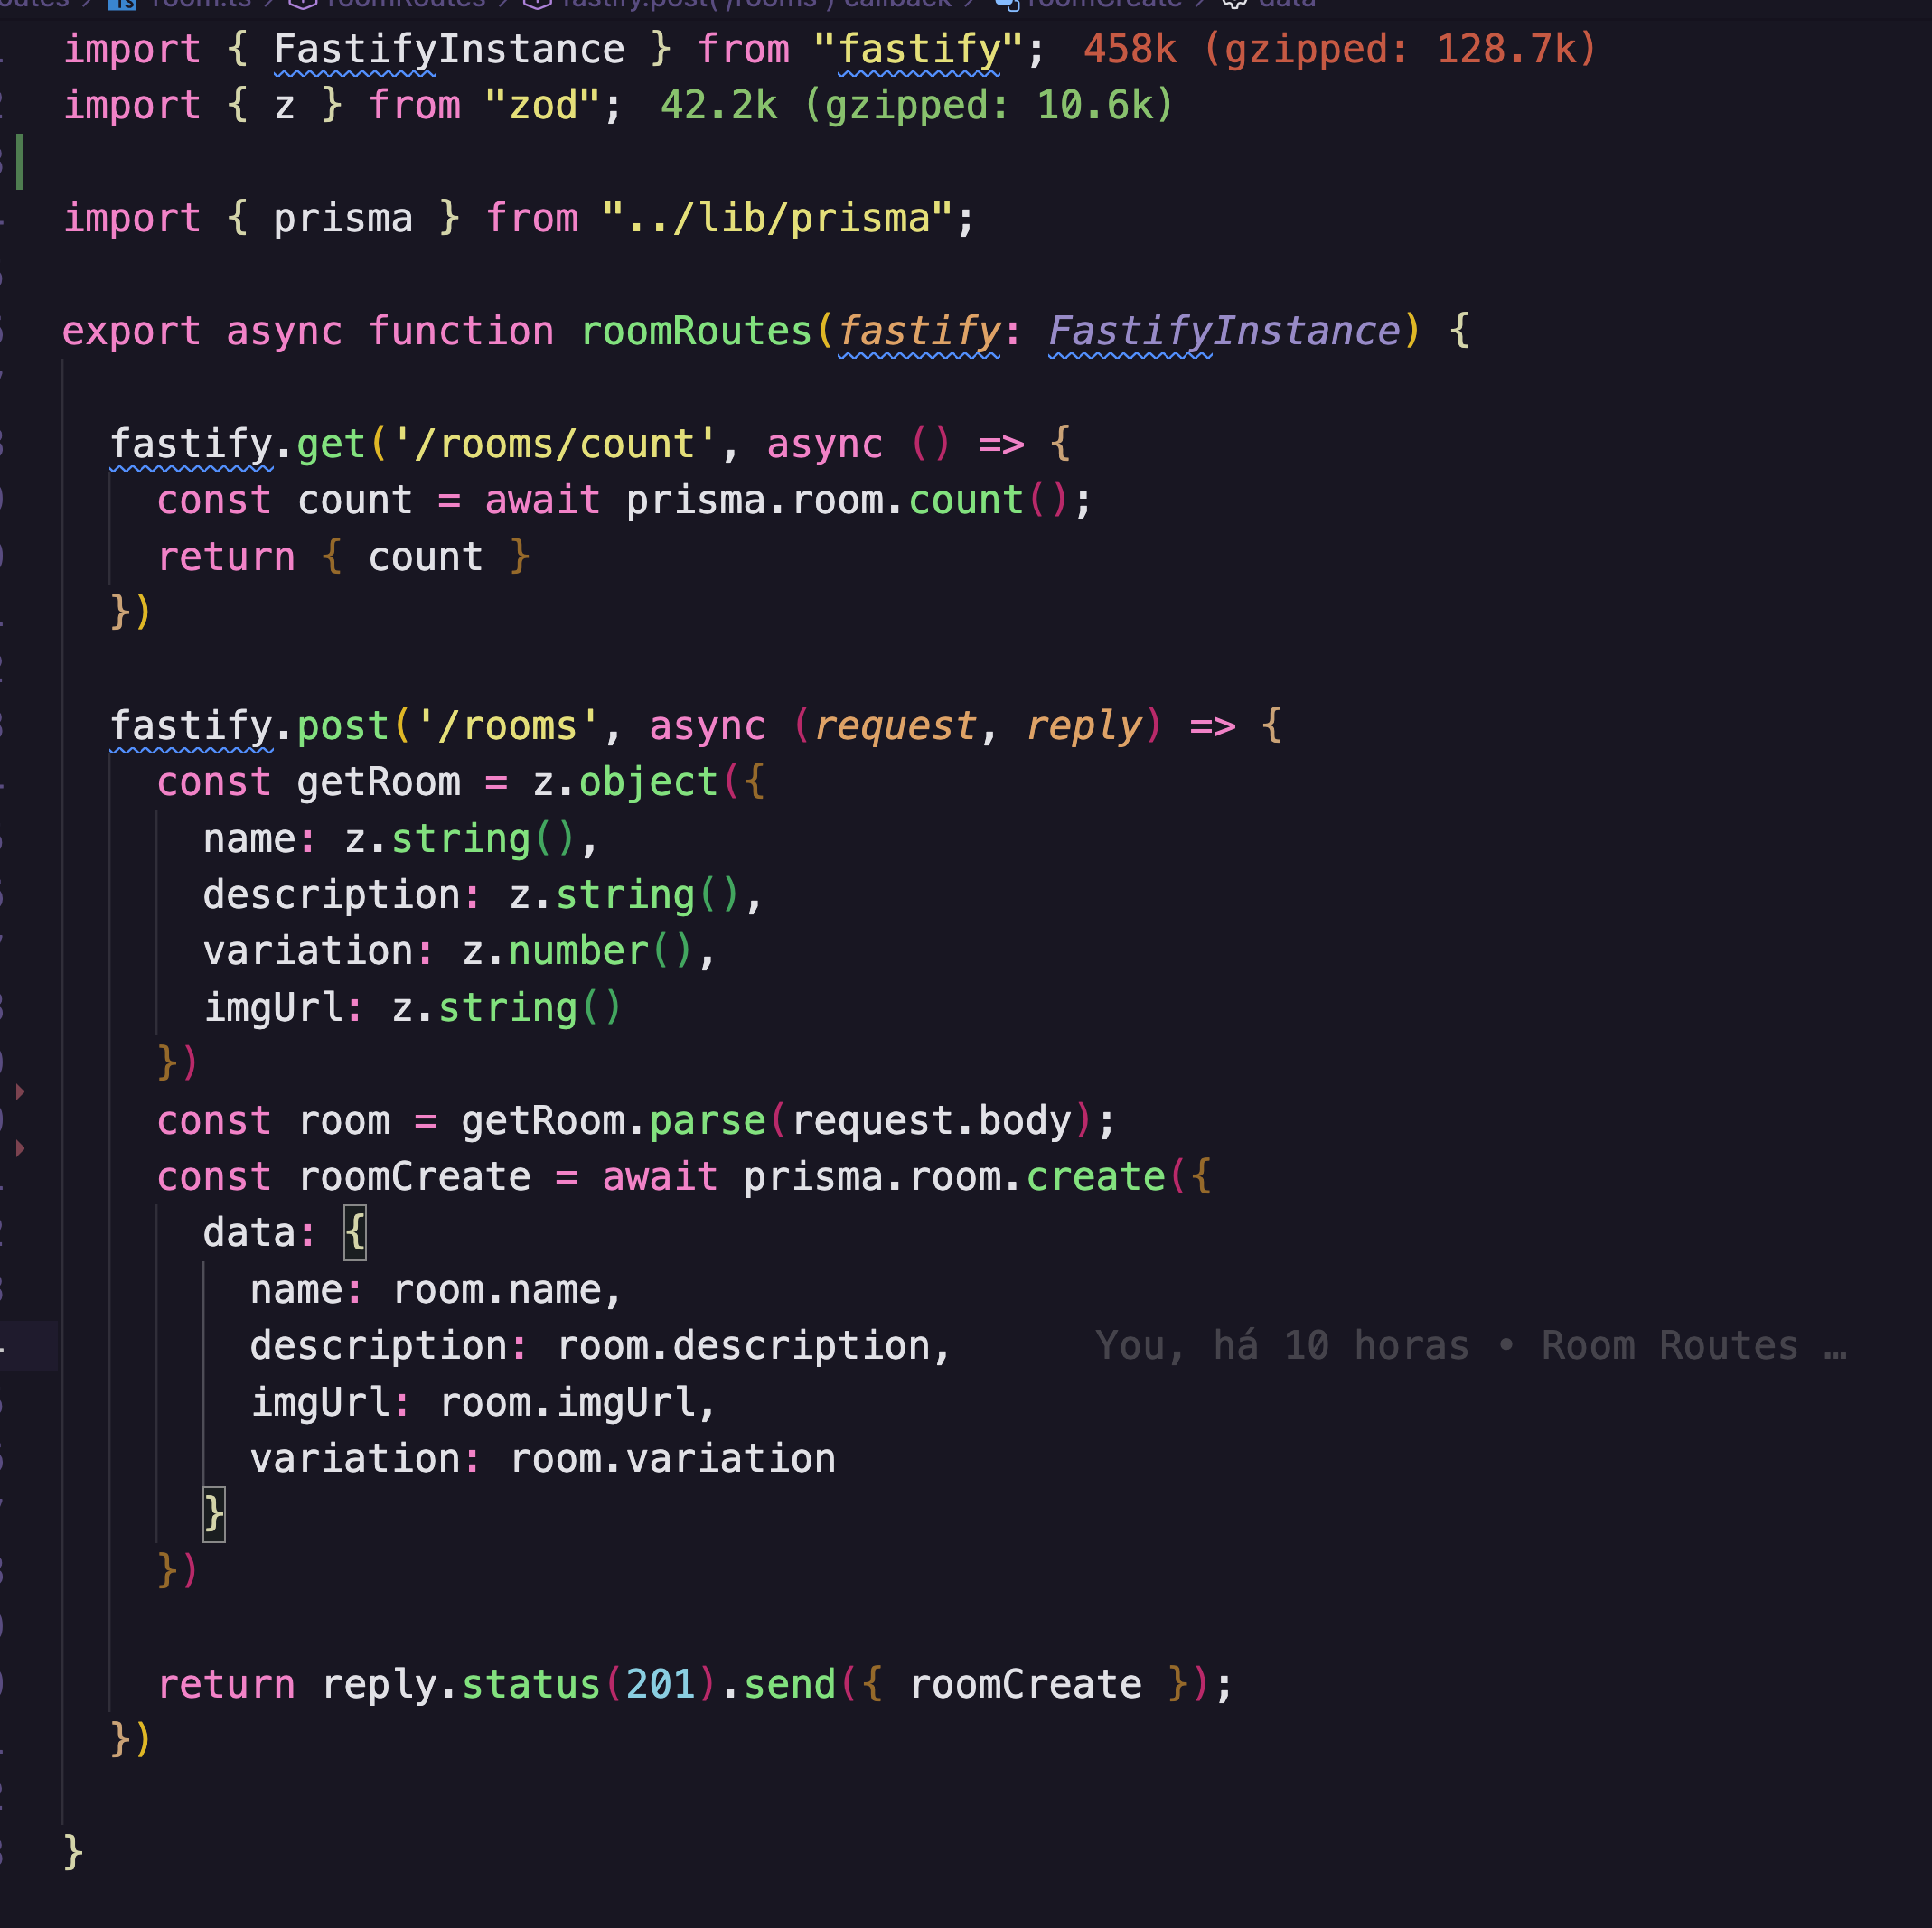 room.ts > roomRoutes > fastify.post('/rooms') callback > roomCreate > data
import { FastifyInstance } from "fastify"; 458k (gzipped: 128.7k)
import { z } from "zod"; 42.2k (gzipped: 10.6k)
import { prisma } from "../lib/prisma";
export async function roomRoutes(fastify: FastifyInstance) {
fastify.get('/rooms/count', async () => {
const count = await prisma.room.count();
return { count }
})
fastify.post('/rooms', async (request, reply) => {
const getRoom = z.object({
name: z.string(),
description: z.string(),
variation: z.number(),
imgUrl: z.string()
})
const room = getRoom.parse(request.body);
const roomCreate = await prisma.room.create({
data: {
name: room.name,
description: room.description, You, há 10 horas • Room Routes …
imgUrl: room.imgUrl,
variation: room.variation
}
})
return reply.status(201).send({ roomCreate });
})
}